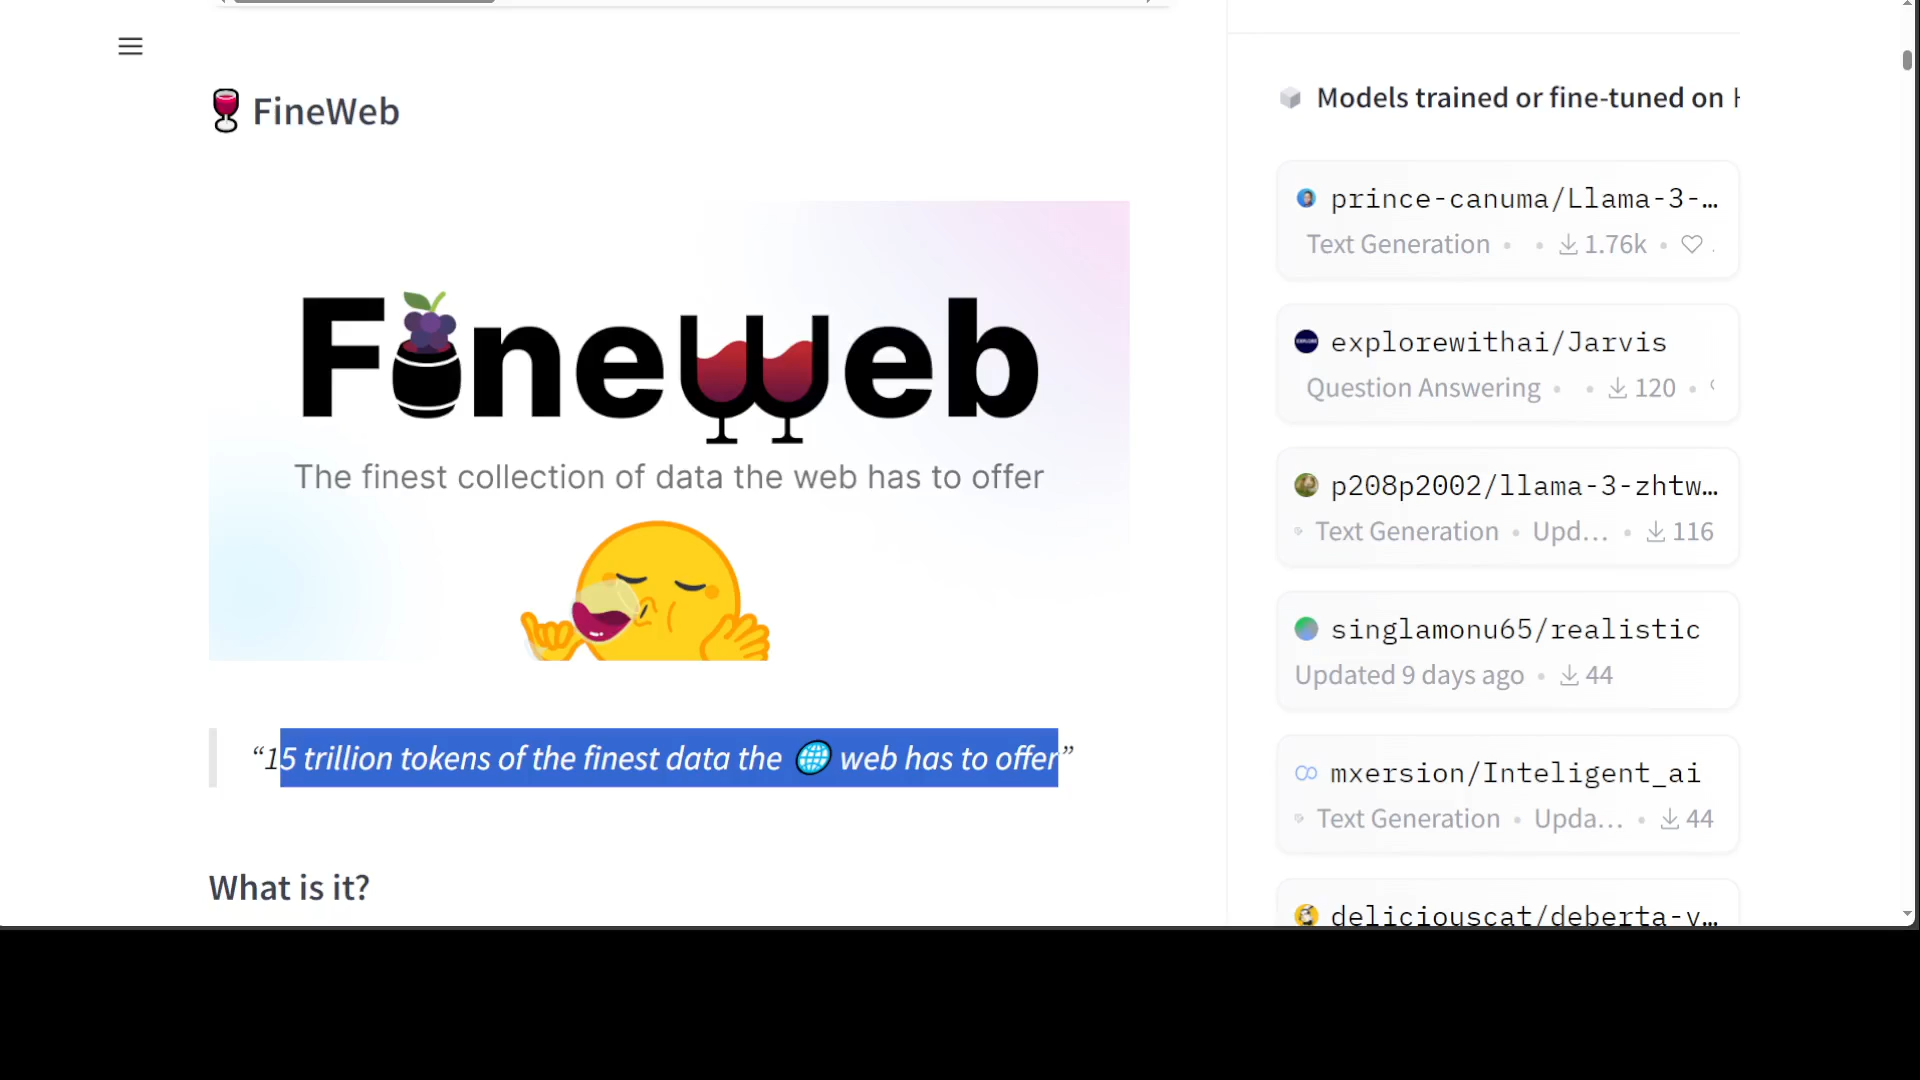 FineWeb
Fineweb
The finest collection of data the web has to offer
“15 trillion tokens of the finest data the 🌐 web has to offer”
What is it?
Models trained or fine-tuned on
prince-canuma/Llama-3-…
Text Generation • • 1.76k •
explorewithai/Jarvis
Question Answering • • 120 •
p208p2002/llama-3-zhtw…
Text Generation • Upd… • 116
singlamonu65/realistic
Updated 9 days ago • 44
mxersion/Inteligent_ai
Text Generation • Upda… • 44
deliciouscat/deberta-v…